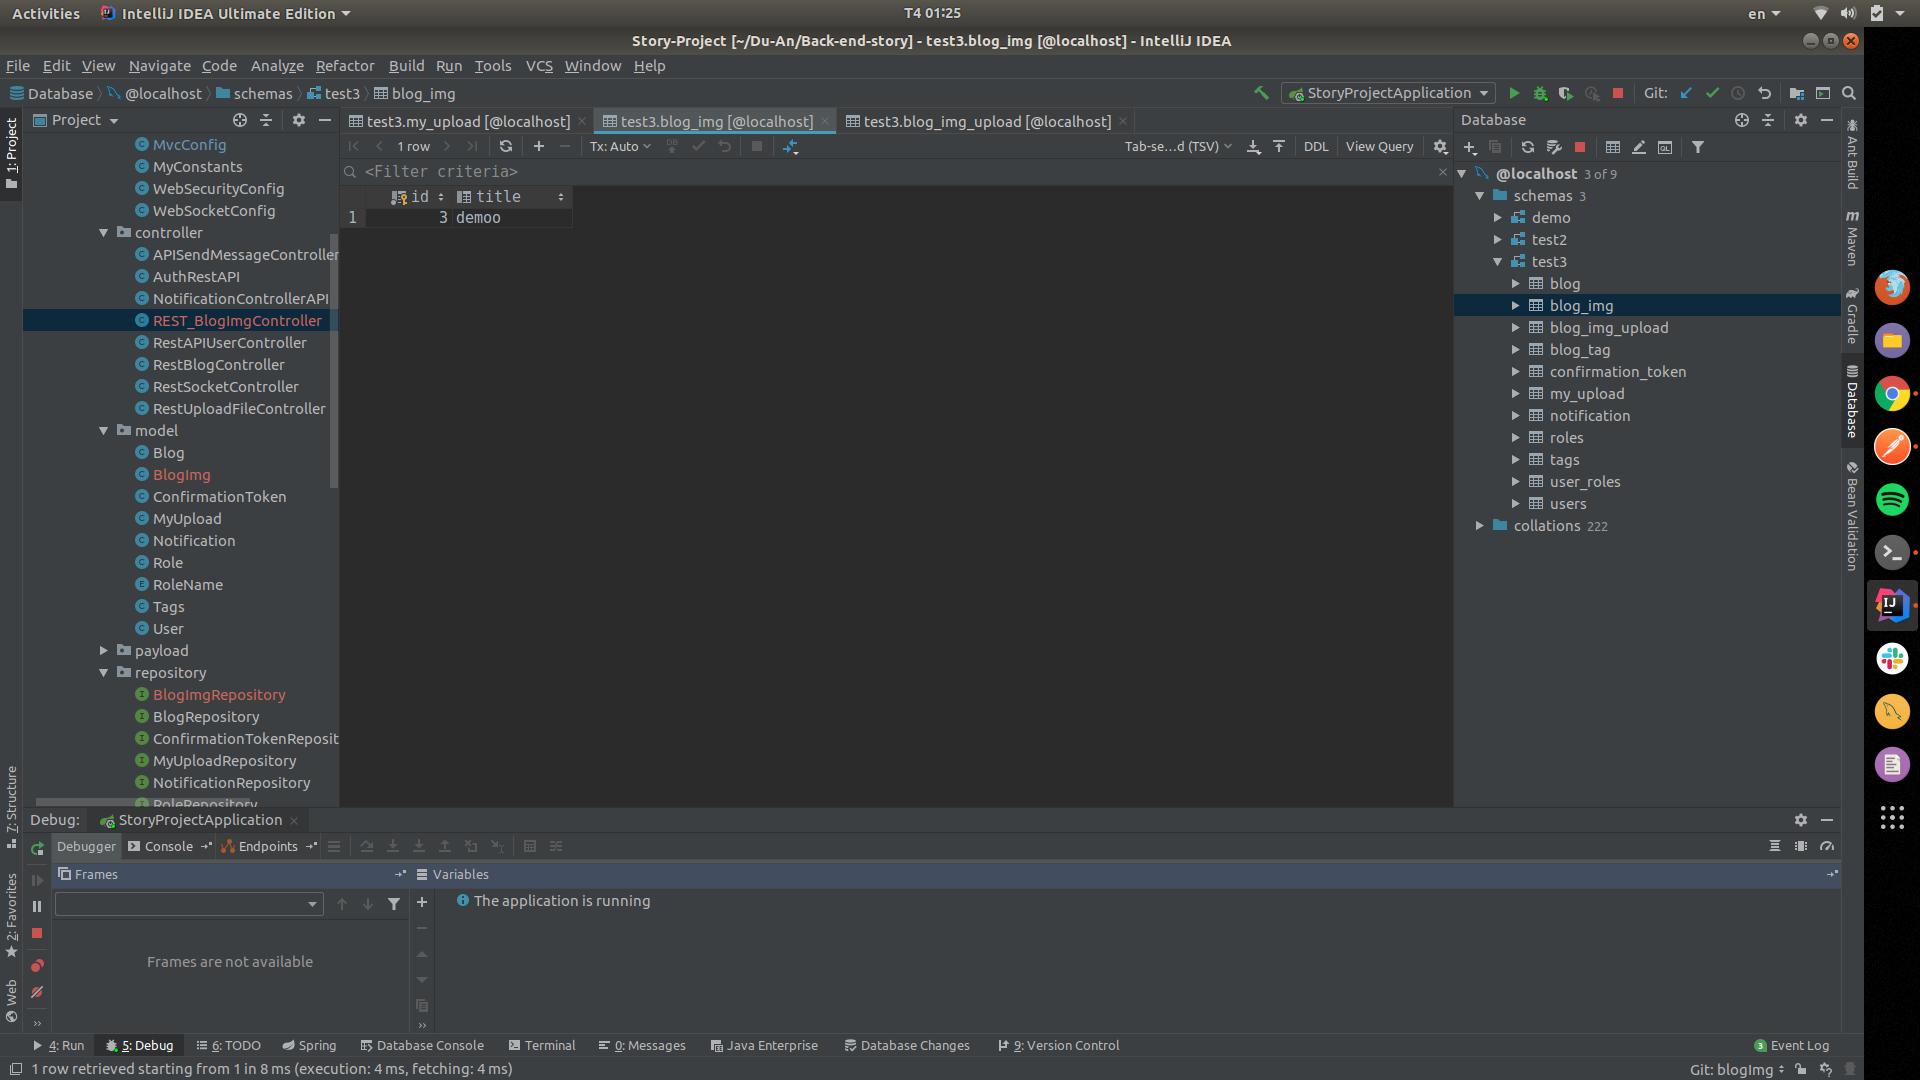 Activities IntelliJ IDEA Ultimate Edition T4 01:25 en
Story-Project [~/Du-An/Back-end-story] - test3.blog_img [@localhost] - IntelliJ IDEA
File Edit View Navigate Code Analyze Refactor Build Run Tools VCS Window Help
Database @localhost schemas test3 blog_img StoryProjectApplication Git:
1: Project
Project
MvcConfig
MyConstants
WebSecurityConfig
WebSocketConfig
controller
APISendMessageController
AuthRestAPI
NotificationControllerAPI
REST_BlogImgController
RestAPIUserController
RestBlogController
RestSocketController
RestUploadFileController
model
Blog
BlogImg
ConfirmationToken
MyUpload
Notification
Role
RoleName
Tags
User
payload
repository
BlogImgRepository
BlogRepository
ConfirmationTokenReposit
MyUploadRepository
NotificationRepository
RoleRepository
test3.my_upload [@localhost] test3.blog_img [@localhost] test3.blog_img_upload [@localhost]
1 row Tx: Auto DB Tab-se...d (TSV) DDL View Query
<Filter criteria>
id title
1 3 demoo
Database
@localhost 3 of 9
schemas 3
demo
test2
test3
blog
blog_img
blog_img_upload
blog_tag
confirmation_token
my_upload
notification
roles
tags
user_roles
users
collations 222
Ant Build
m Maven
Gradle
Database
Bean Validation
IJ
7: Structure
2: Favorites
Web
Debug: StoryProjectApplication
Debugger Console Endpoints
Frames Variables
The application is running
Frames are not available
4: Run 5: Debug 6: TODO Spring Database Console Terminal 0: Messages Java Enterprise Database Changes 9: Version Control 3 Event Log
1 row retrieved starting from 1 in 8 ms (execution: 4 ms, fetching: 4 ms) Git: blogImg